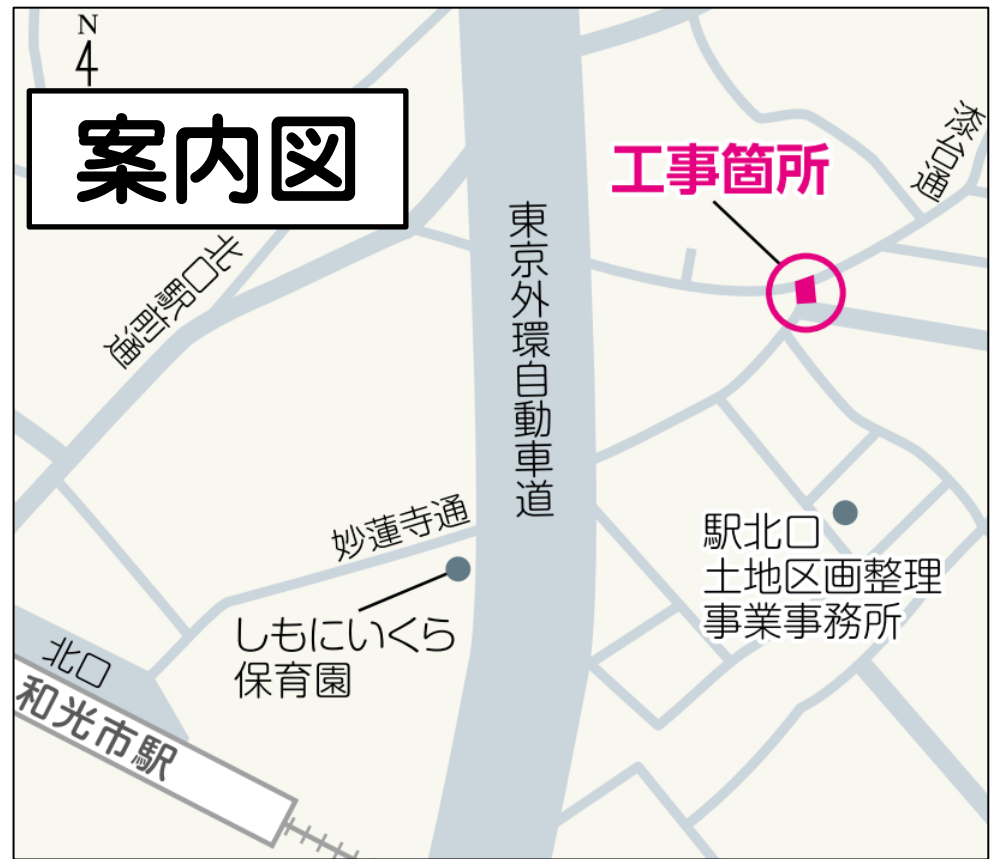 N
案内図
工事箇所
漆台通
東京外環自動車道
北口駅前通
妙蓮寺通
しもにいくら
保育園
駅北口
土地区画整理
事業事務所
北口
和光市駅